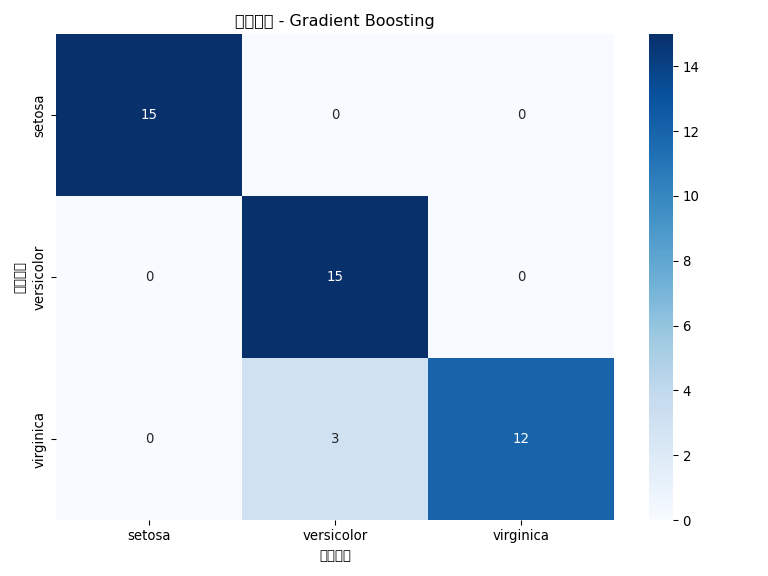 - Gradient Boosting
setosa
versicolor
virginica
15 0 0
0 15 0
0 3 12
setosa versicolor virginica
14
12
10
8
6
4
2
0